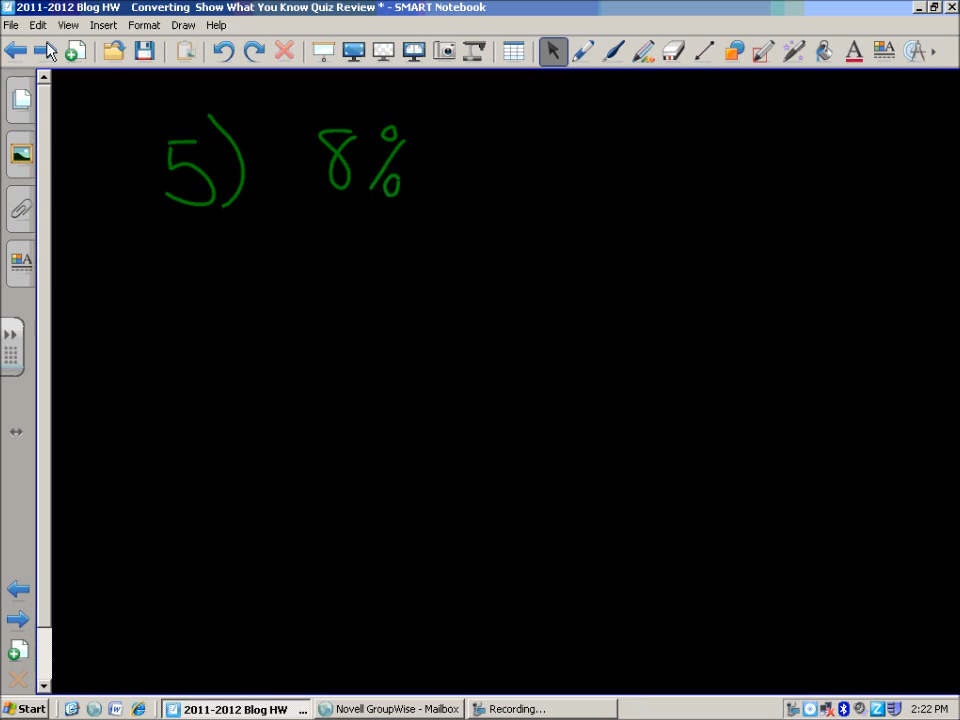 2011-2012 Blog HW Converting Show What You Know Quiz Review * - SMART Notebook
File Edit View Insert Format Draw Help
5) 8%
Start 2011-2012 Blog HW ... Novell GroupWise - Mailbox Recording... 2:22 PM